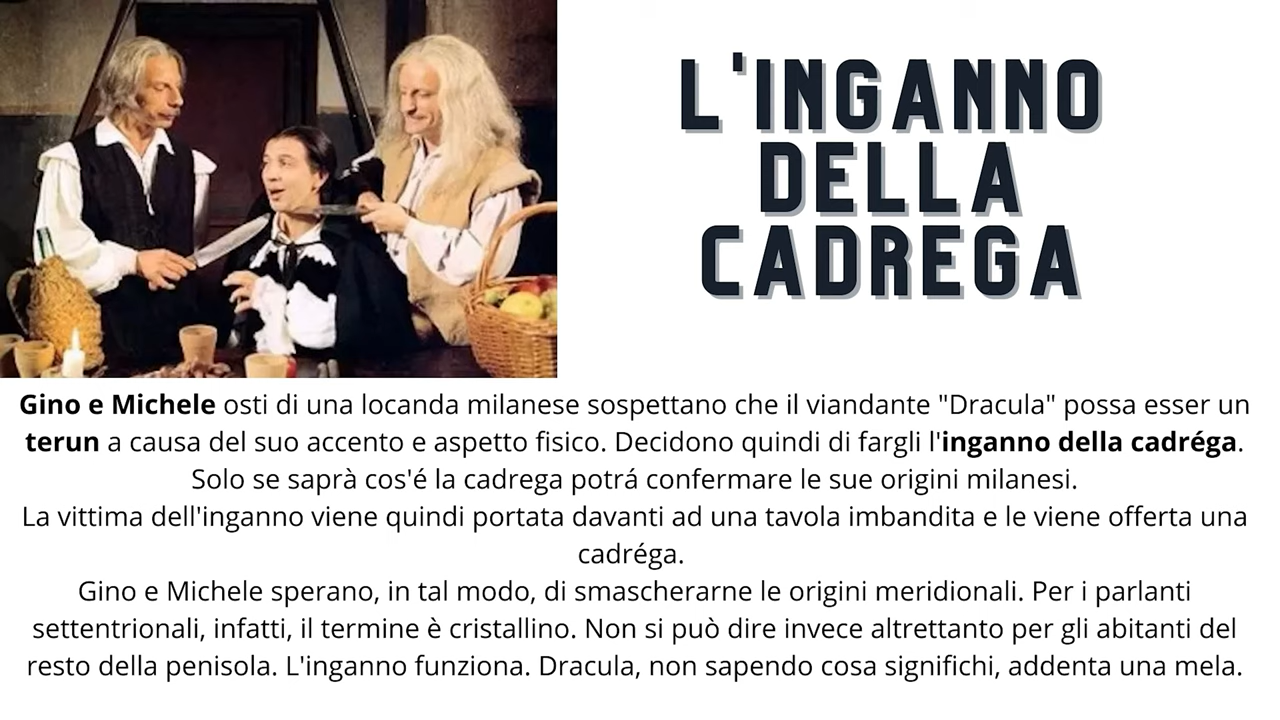 L'INGANNO
DELLA
CADREGA
Gino e Michele osti di una locanda milanese sospettano che il viandante "Dracula" possa esser un
terun a causa del suo accento e aspetto fisico. Decidono quindi di fargli l'inganno della cadréga.
Solo se saprà cos'é la cadrega potrá confermare le sue origini milanesi.
La vittima dell'inganno viene quindi portata davanti ad una tavola imbandita e le viene offerta una
cadréga.
Gino e Michele sperano, in tal modo, di smascherarne le origini meridionali. Per i parlanti
settentrionali, infatti, il termine è cristallino. Non si può dire invece altrettanto per gli abitanti del
resto della penisola. L'inganno funziona. Dracula, non sapendo cosa significhi, addenta una mela.